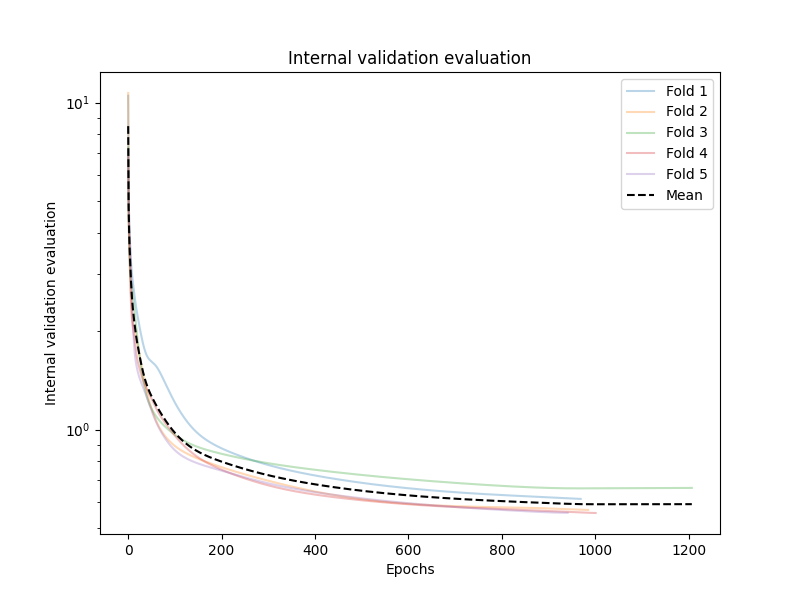 Internal validation evaluation
Internal validation evaluation
10¹
10⁰
Fold 1
Fold 2
Fold 3
Fold 4
Fold 5
Mean
0 200 400 600 800 1000 1200
Epochs